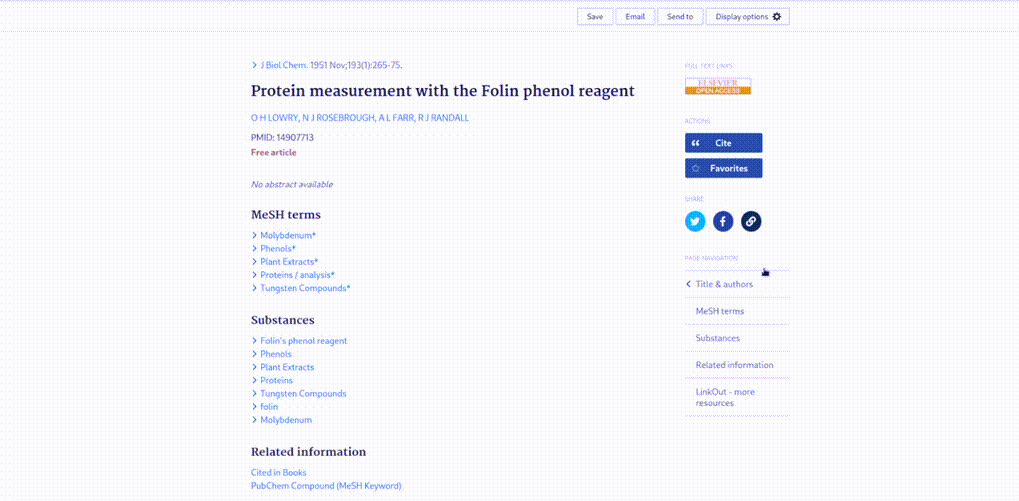 Save Email Send to Display options
J Biol Chem. 1951 Nov;193(1):265-75.
Protein measurement with the Folin phenol reagent
O H LOWRY, N J ROSEBROUGH, A L FARR, R J RANDALL
PMID: 14907713
Free article
No abstract available
MeSH terms
Molybdenum*
Phenols*
Plant Extracts*
Proteins / analysis*
Tungsten Compounds*
Substances
Folin's phenol reagent
Phenols
Plant Extracts
Proteins
Tungsten Compounds
folin
Molybdenum
Related information
Cited in Books
PubChem Compound (MeSH Keyword)
FULL TEXT LINKS
ELSEVIER
OPEN ACCESS
ACTIONS
Cite
Favorites
SHARE
PAGE NAVIGATION
Title & authors
MeSH terms
Substances
Related information
LinkOut - more
resources